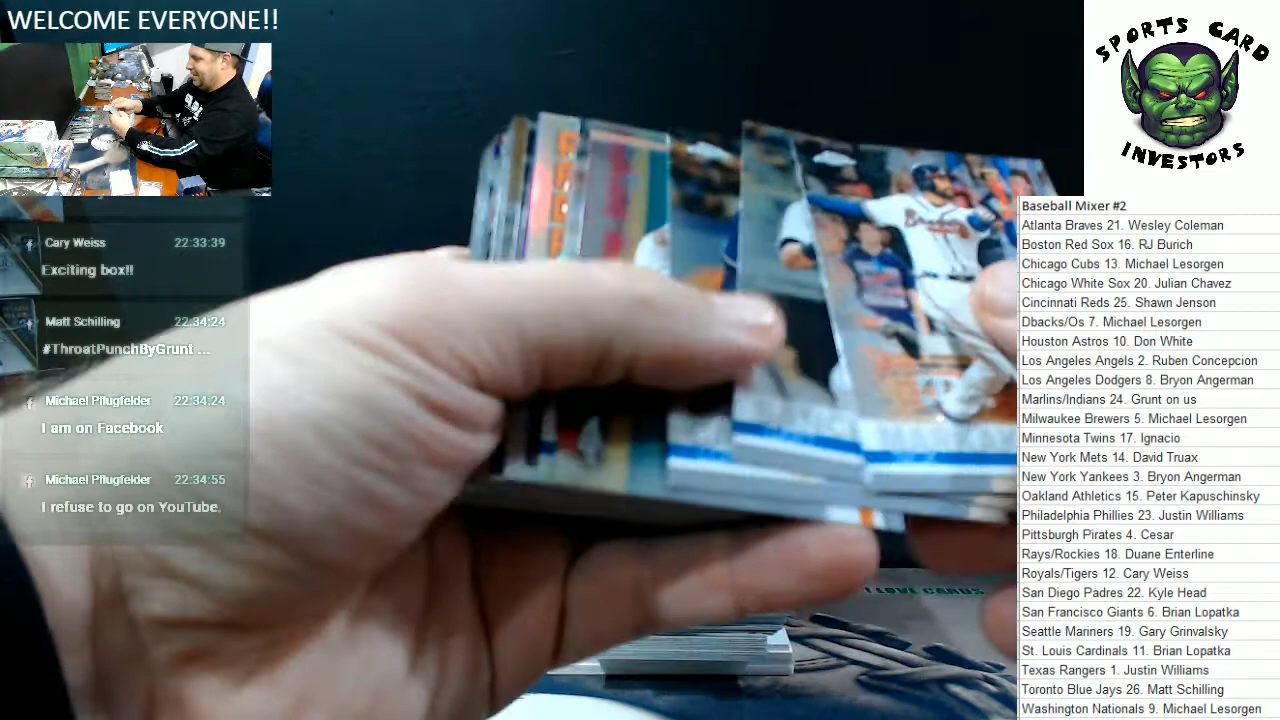 WELCOME EVERYONE!!
SPORTS CARD
INVESTORS
Cary Weiss 22:33:39
Exciting box!!
Matt Schilling 22:34:24
#ThroatPunchByGrunt ...
Michael Pflugfelder 22:34:24
I am on Facebook
Michael Pflugfelder 22:34:55
I refuse to go on YouTube.
Baseball Mixer #2
Atlanta Braves 21. Wesley Coleman
Boston Red Sox 16. RJ Burich
Chicago Cubs 13. Michael Lesorgen
Chicago White Sox 20. Julian Chavez
Cincinnati Reds 25. Shawn Jenson
Dbacks/Os 7. Michael Lesorgen
Houston Astros 10. Don White
Los Angeles Angels 2. Ruben Concepcion
Los Angeles Dodgers 8. Bryon Angerman
Marlins/Indians 24. Grunt on us
Milwaukee Brewers 5. Michael Lesorgen
Minnesota Twins 17. Ignacio
New York Mets 14. David Truax
New York Yankees 3. Bryon Angerman
Oakland Athletics 15. Peter Kapuschinsky
Philadelphia Phillies 23. Justin Williams
Pittsburgh Pirates 4. Cesar
Rays/Rockies 18. Duane Enterline
Royals/Tigers 12. Cary Weiss
San Diego Padres 22. Kyle Head
San Francisco Giants 6. Brian Lopatka
Seattle Mariners 19. Gary Grinvalsky
St. Louis Cardinals 11. Brian Lopatka
Texas Rangers 1. Justin Williams
Toronto Blue Jays 26. Matt Schilling
Washington Nationals 9. Michael Lesorgen
I LOVE CARDS